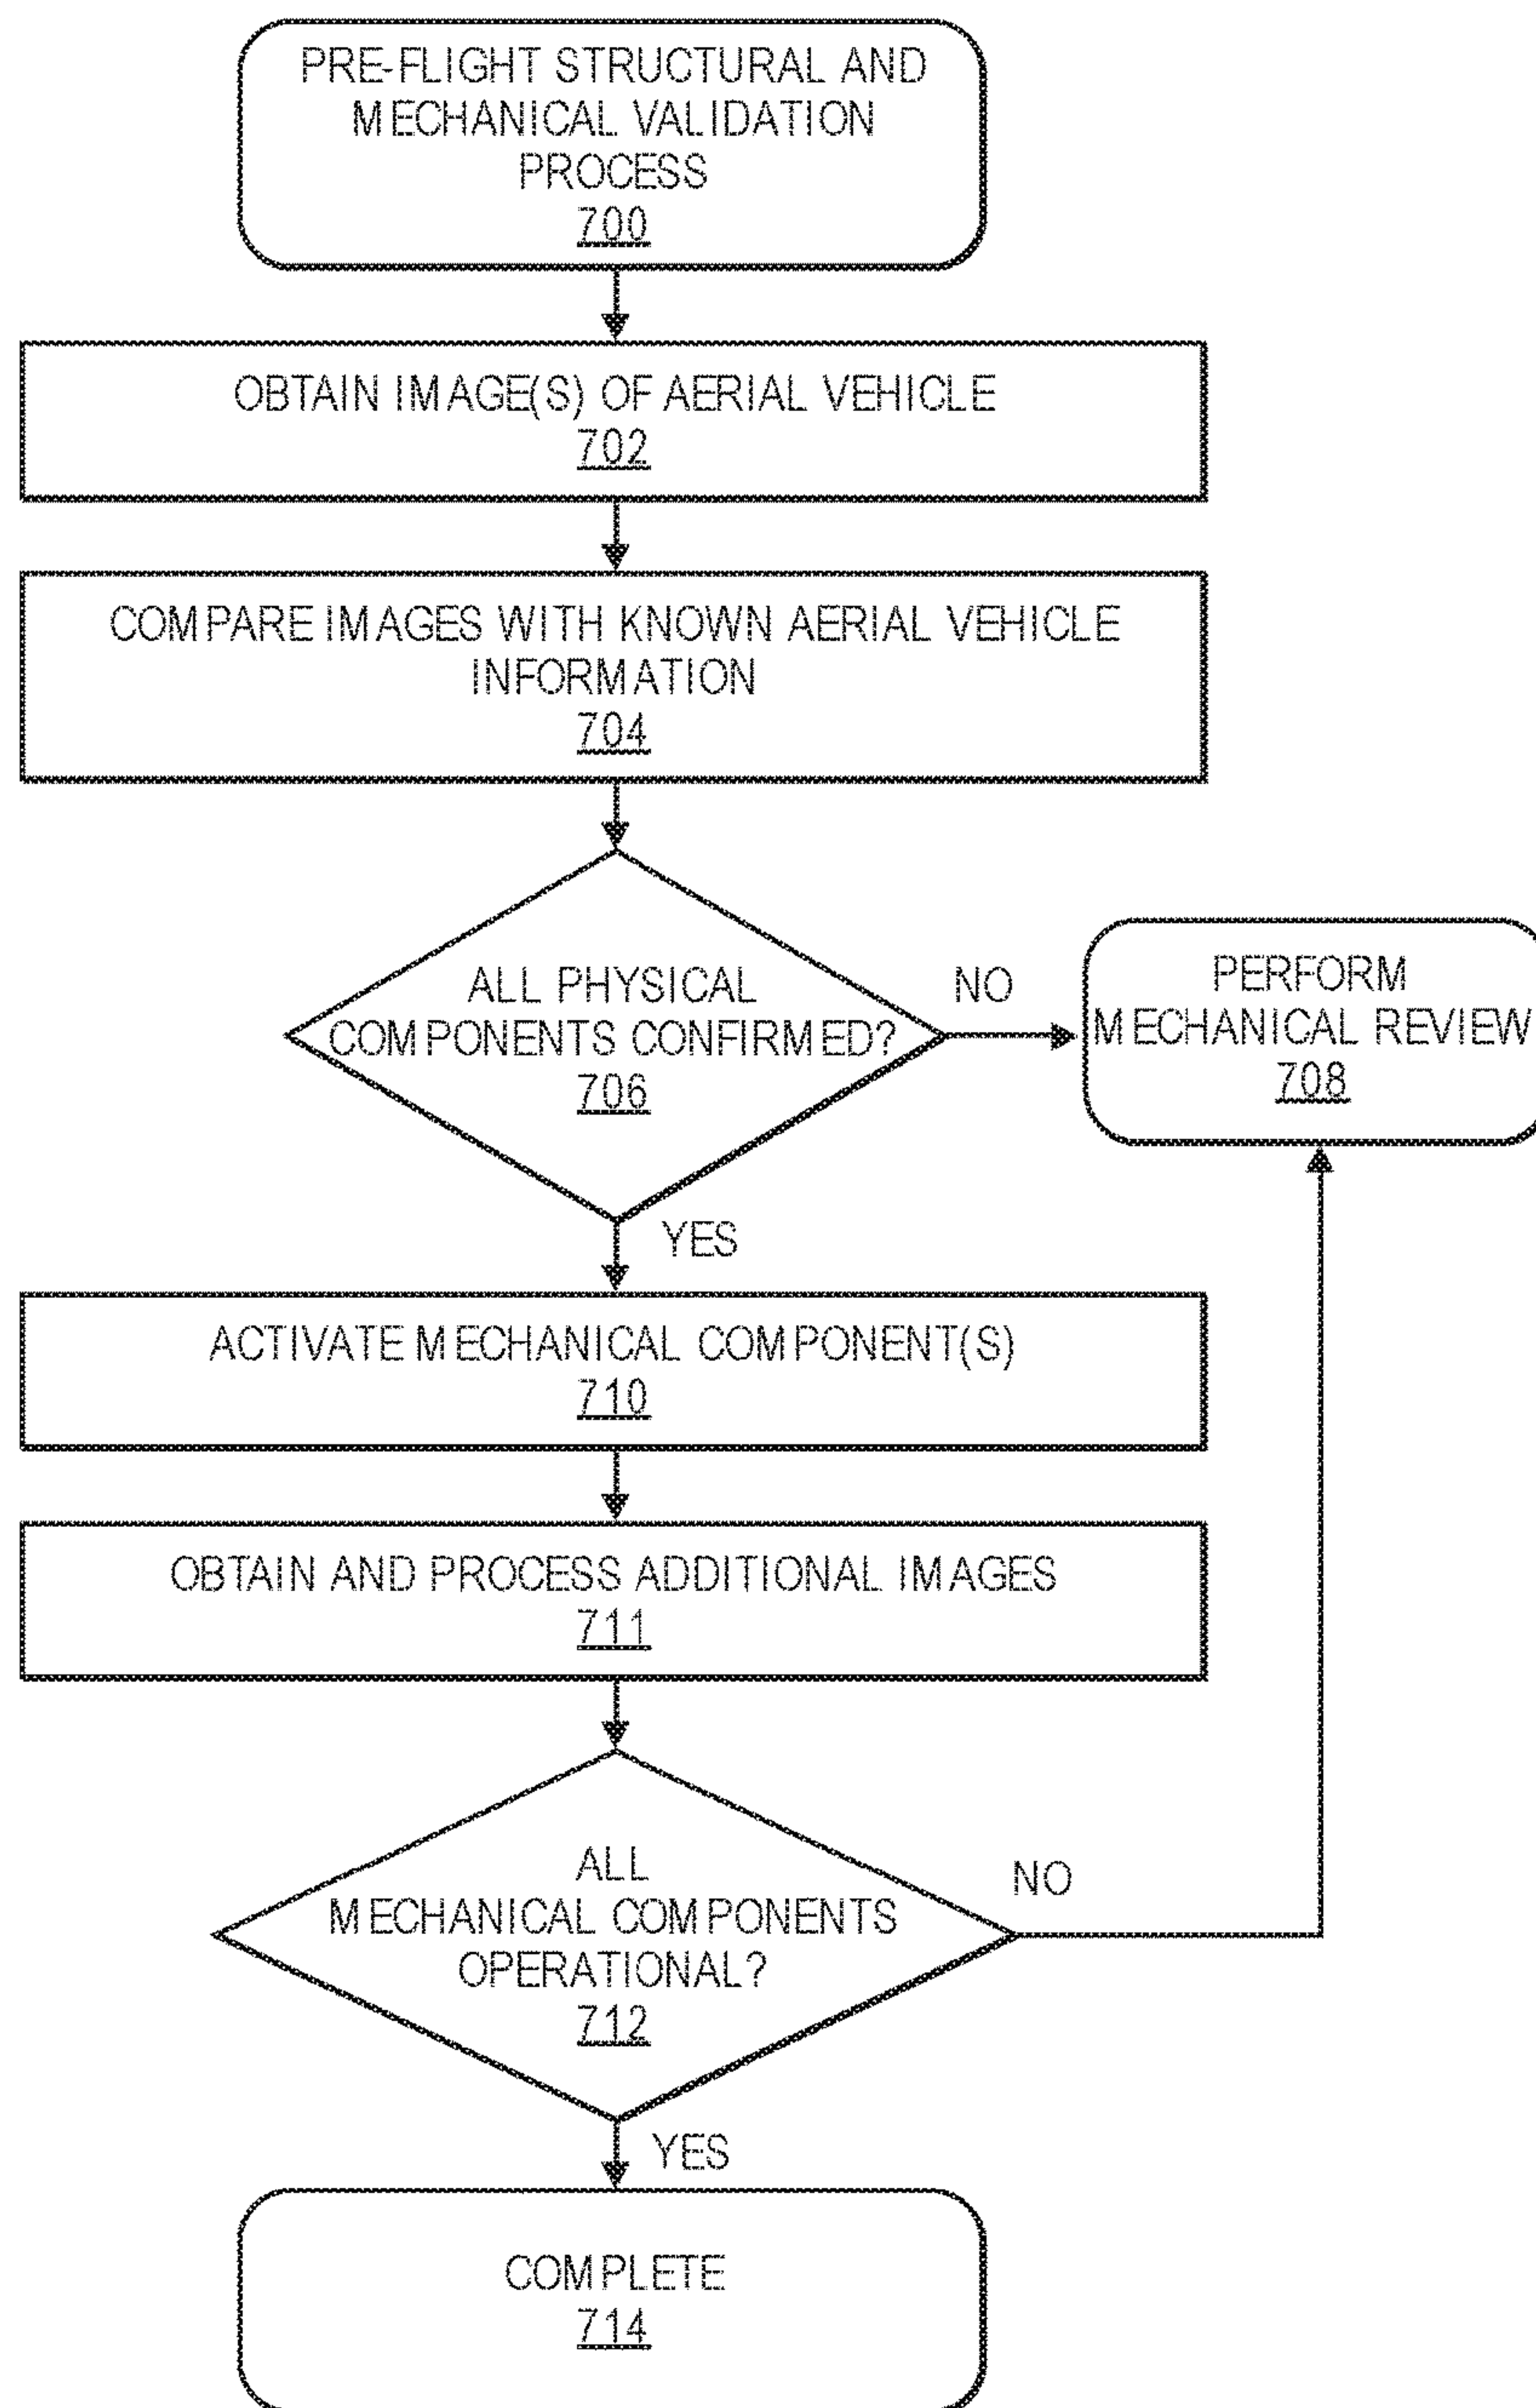 PRE-FLIGHT STRUCTURAL AND
MECHANICAL VALIDATION
PROCESS
700
OBTAIN IMAGE(S) OF AERIAL VEHICLE
702
COMPARE IMAGES WITH KNOWN AERIAL VEHICLE
INFORMATION
704
ALL PHYSICAL
COMPONENTS CONFIRMED?
706
NO
PERFORM
MECHANICAL REVIEW
708
YES
ACTIVATE MECHANICAL COMPONENT(S)
710
OBTAIN AND PROCESS ADDITIONAL IMAGES
711
ALL
MECHANICAL COMPONENTS
OPERATIONAL?
712
NO
YES
COMPLETE
714